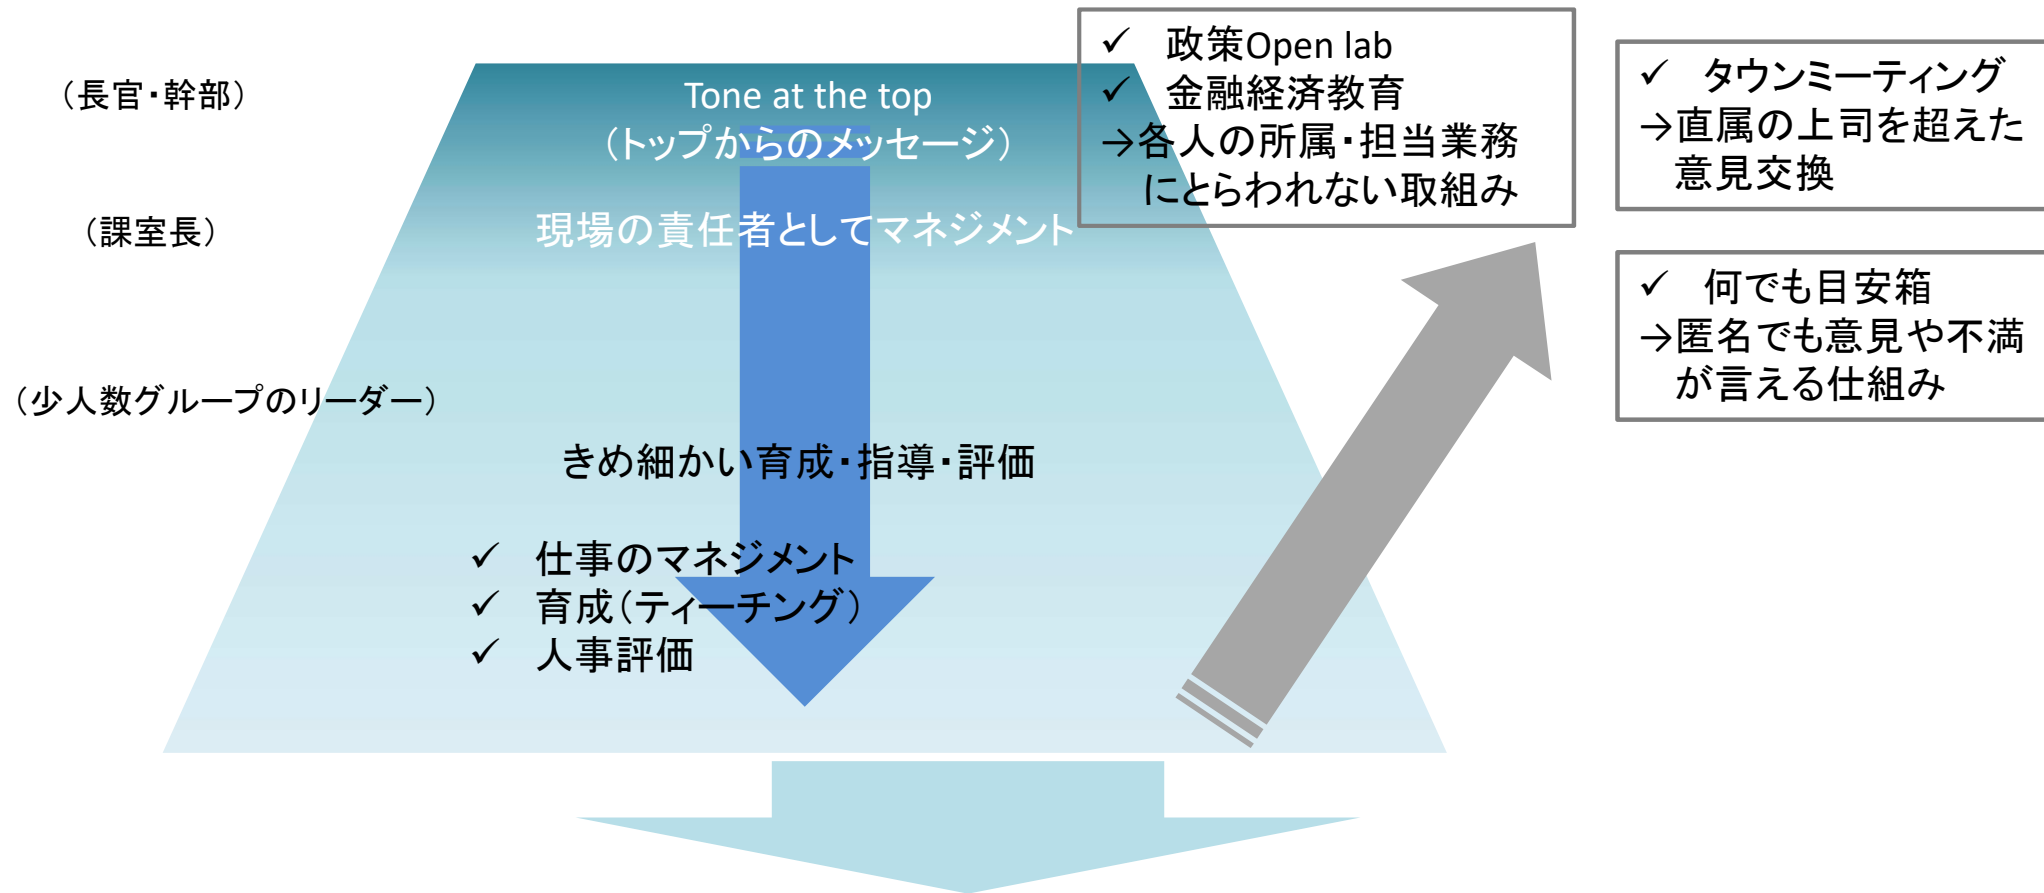 （長官・幹部）
Tone at the top
（トップからのメッセージ）
（課室長）
現場の責任者としてマネジメント
（少人数グループのリーダー）
きめ細かい育成・指導・評価
✓ 仕事のマネジメント
✓ 育成（ティーチング）
✓ 人事評価
✓ 政策Open lab
✓ 金融経済教育
→各人の所属・担当業務
にとらわれない取組み
✓ タウンミーティング
→直属の上司を超えた
意見交換
✓ 何でも目安箱
→匿名でも意見や不満
が言える仕組み